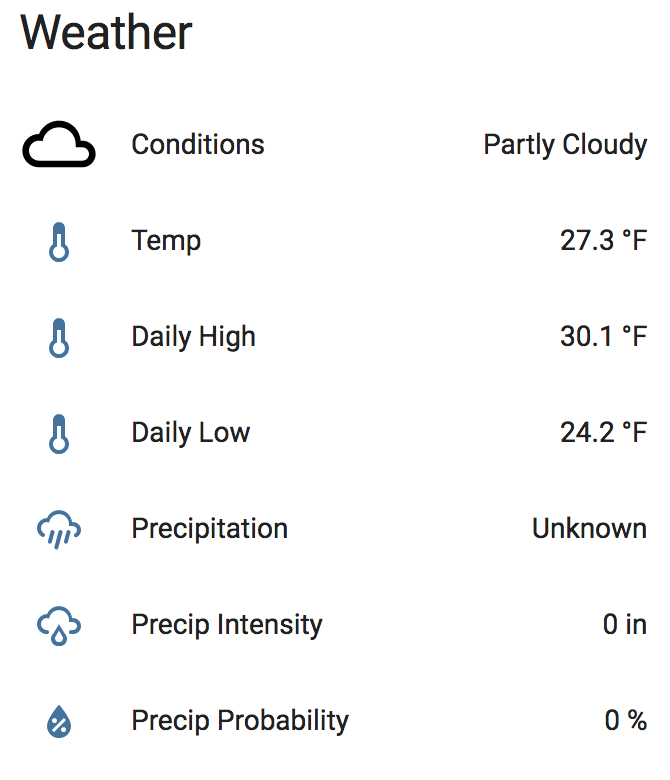 Weather
Conditions Partly Cloudy
Temp 27.3 °F
Daily High 30.1 °F
Daily Low 24.2 °F
Precipitation Unknown
Precip Intensity 0 in
Precip Probability 0 %